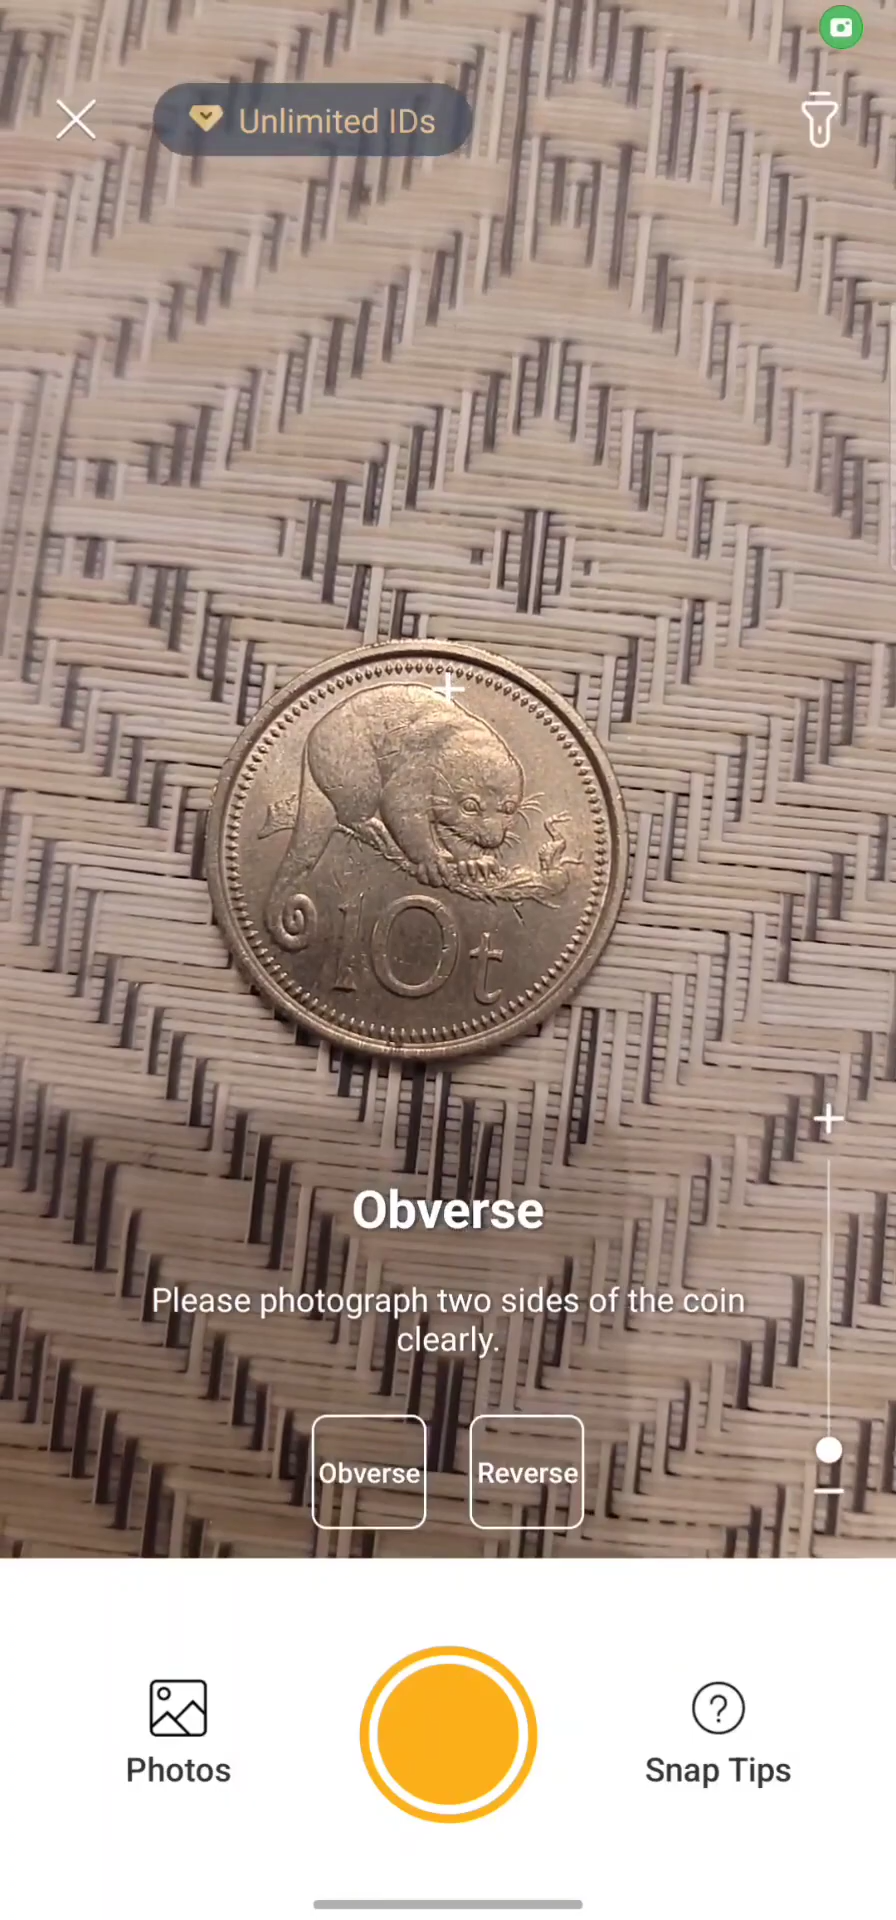 Unlimited IDs
10t
Obverse
Please photograph two sides of the coin
clearly.
Obverse
Reverse
Photos
Snap Tips